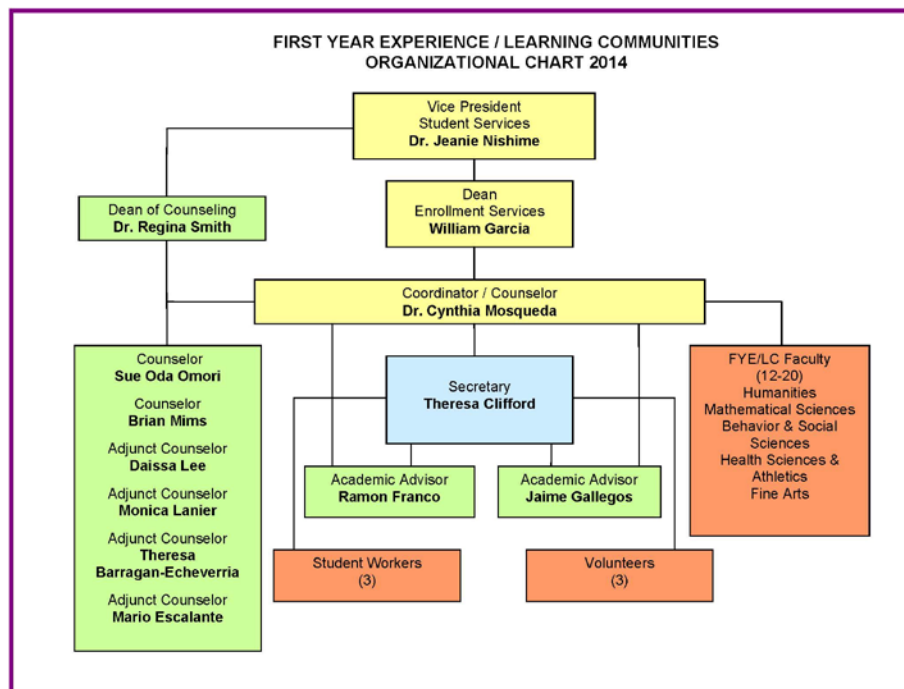 FIRST YEAR EXPERIENCE / LEARNING COMMUNITIES
ORGANIZATIONAL CHART 2014
Vice President
Student Services
Dr. Jeanie Nishime
Dean of Counseling
Dr. Regina Smith
Dean
Enrollment Services
William Garcia
Coordinator / Counselor
Dr. Cynthia Mosqueda
Counselor
Sue Oda Omori
Counselor
Brian Mims
Adjunct Counselor
Daissa Lee
Adjunct Counselor
Monica Lanier
Adjunct Counselor
Theresa
Barragan-Echeverria
Adjunct Counselor
Mario Escalante
Secretary
Theresa Clifford
FYE/LC Faculty
(12-20)
Humanities
Mathematical Sciences
Behavior & Social
Sciences
Health Sciences &
Athletics
Fine Arts
Academic Advisor
Ramon Franco
Academic Advisor
Jaime Gallegos
Student Workers
(3)
Volunteers
(3)